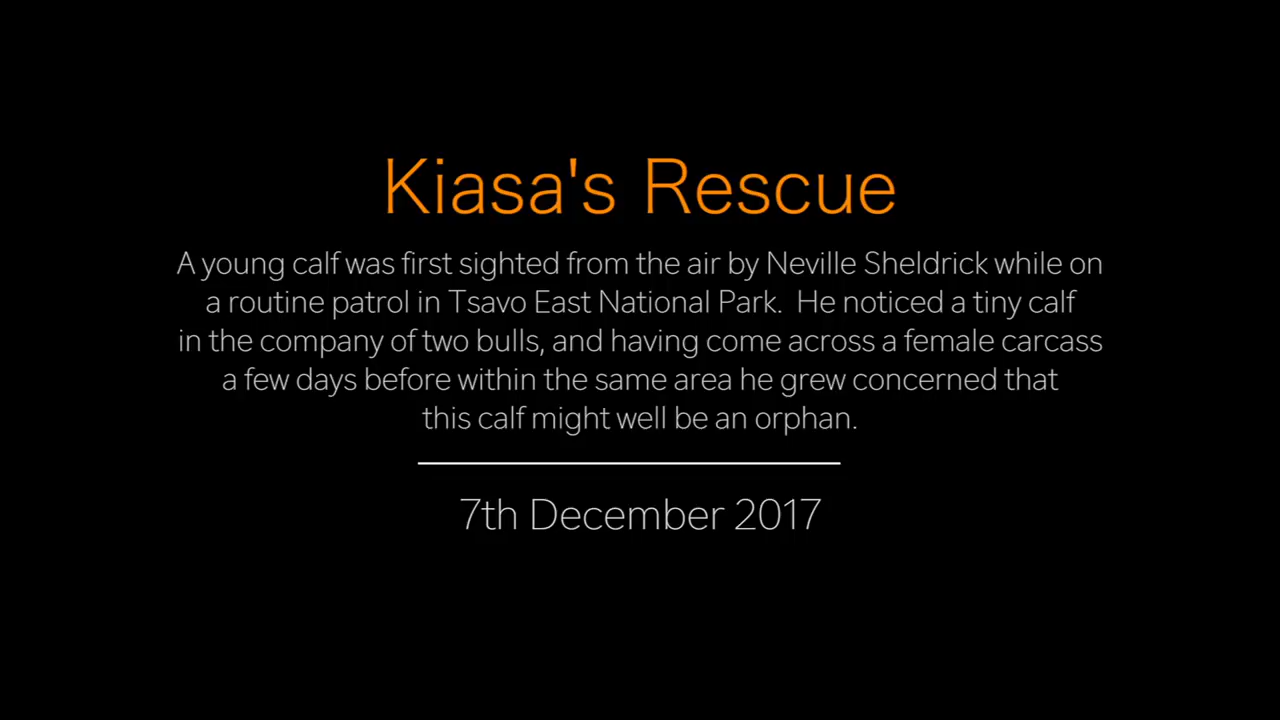 Kiasa's Rescue
A young calf was first sighted from the air by Neville Sheldrick while on
a routine patrol in Tsavo East National Park.  He noticed a tiny calf
in the company of two bulls, and having come across a female carcass
a few days before within the same area he grew concerned that
this calf might well be an orphan.
7th December 2017